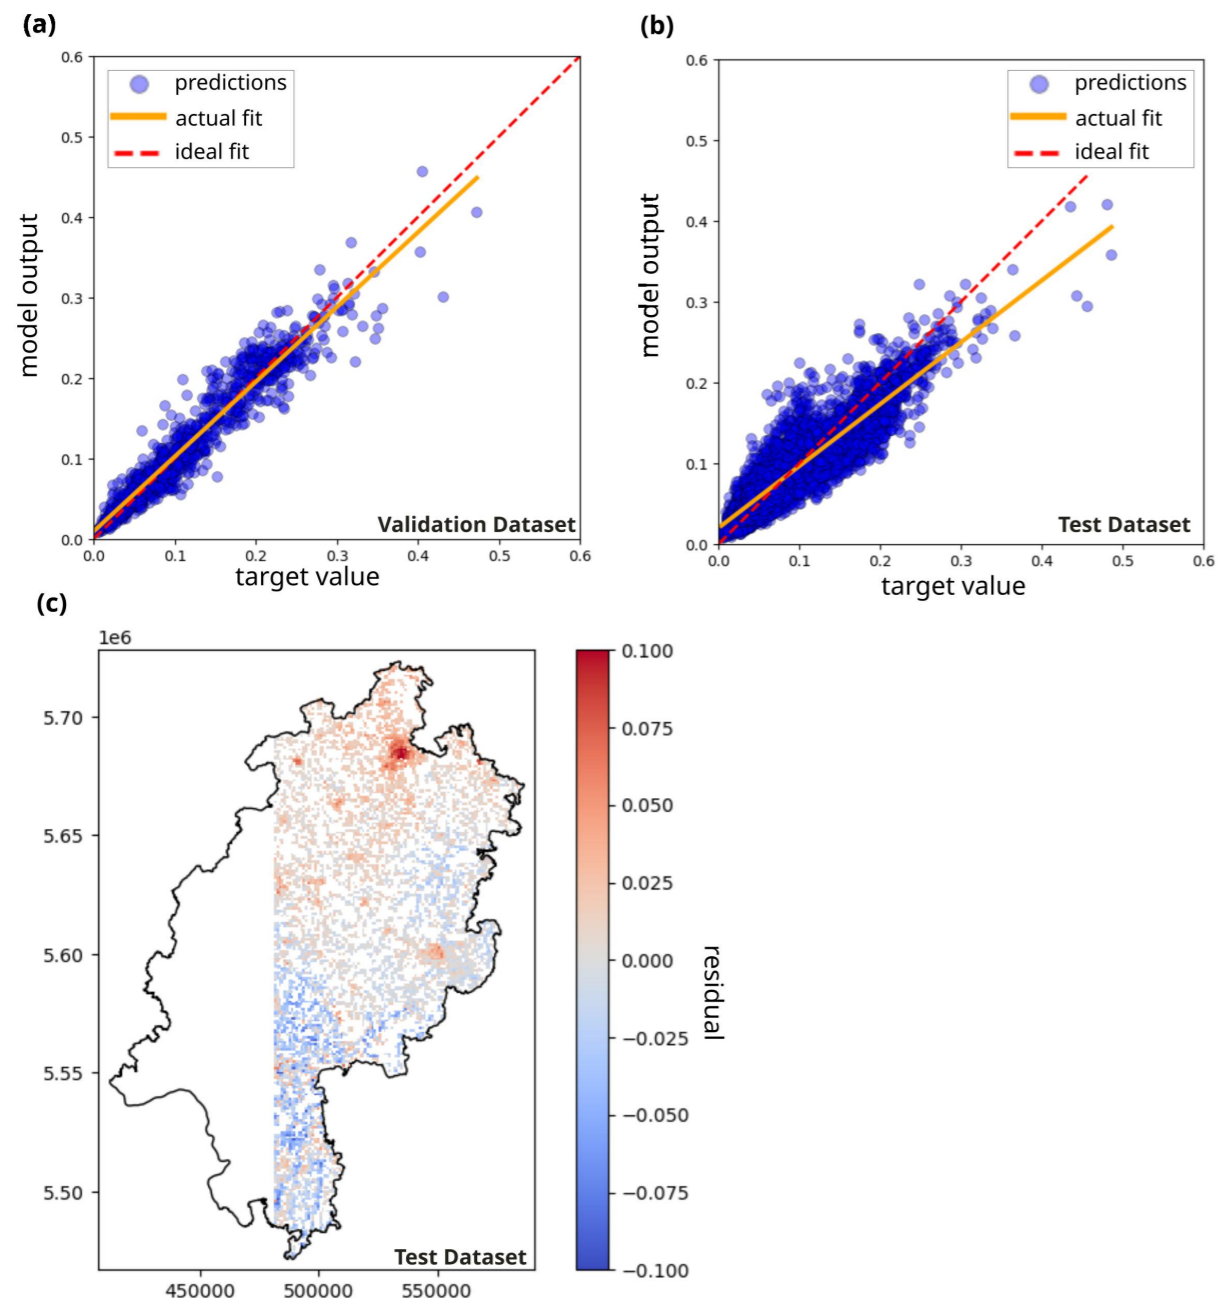 (a)
0.6
0.5
0.4
0.3
0.2
0.1
0.0
model output
predictions
actual fit
ideal fit
Validation Dataset
0.0 0.1 0.2 0.3 0.4 0.5 0.6
target value
(b)
0.6
0.5
0.4
0.3
0.2
0.1
0.0
model output
predictions
actual fit
ideal fit
Test Dataset
0.0 0.1 0.2 0.3 0.4 0.5 0.6
target value
(c)
1e6
5.70
5.65
5.60
5.55
5.50
Test Dataset
450000 500000 550000
0.100
0.075
0.050
0.025
0.000
−0.025
−0.050
−0.075
−0.100
residual